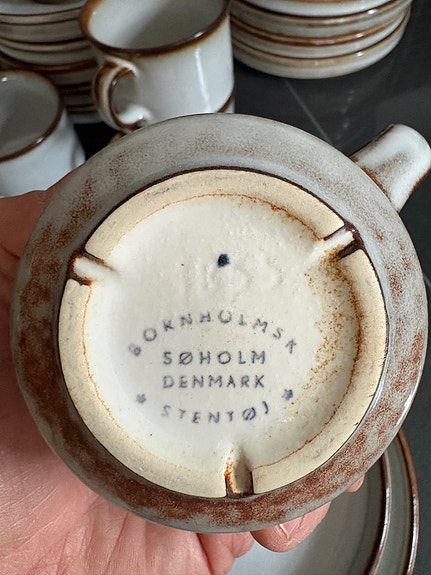 BORNHOLMSK
SØHOLM
DENMARK
* STENTØJ *